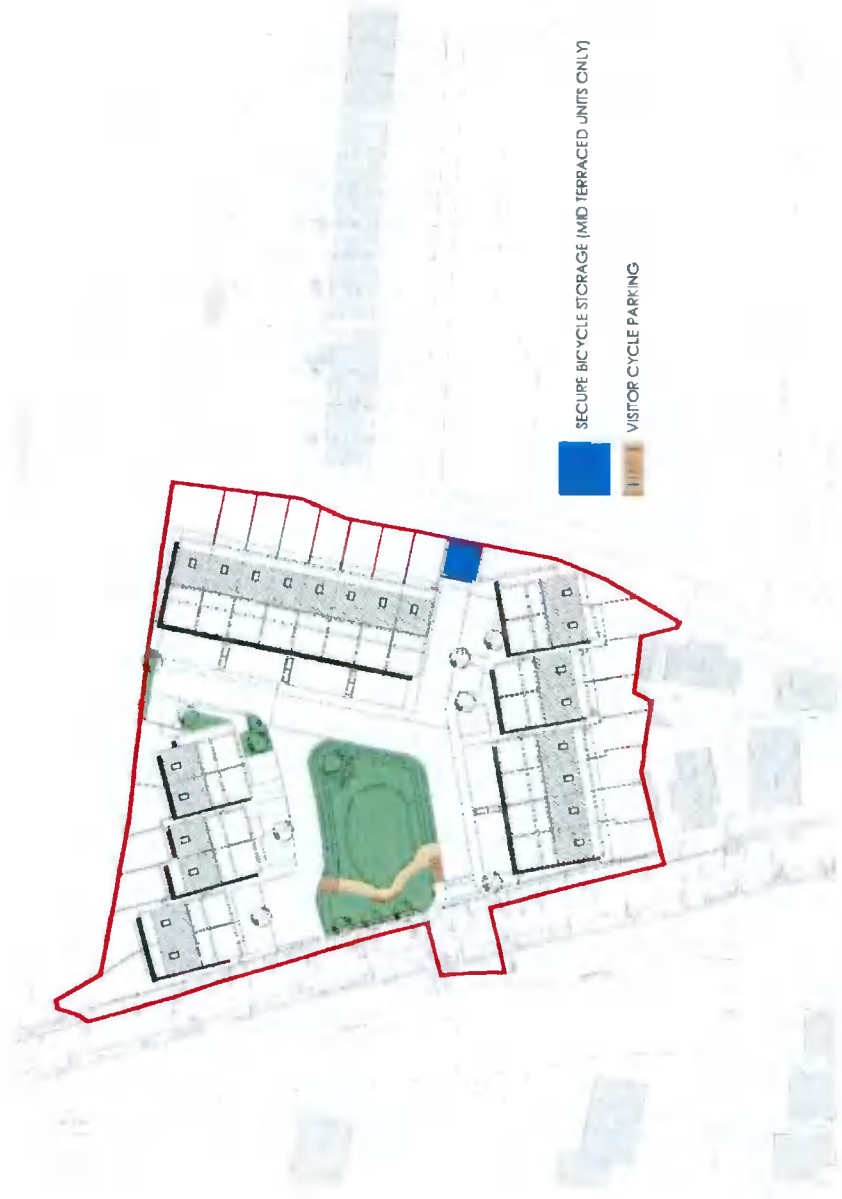 SECURE BICYCLE STORAGE (MID TERRACED UNITS ONLY)
VISITOR CYCLE PARKING